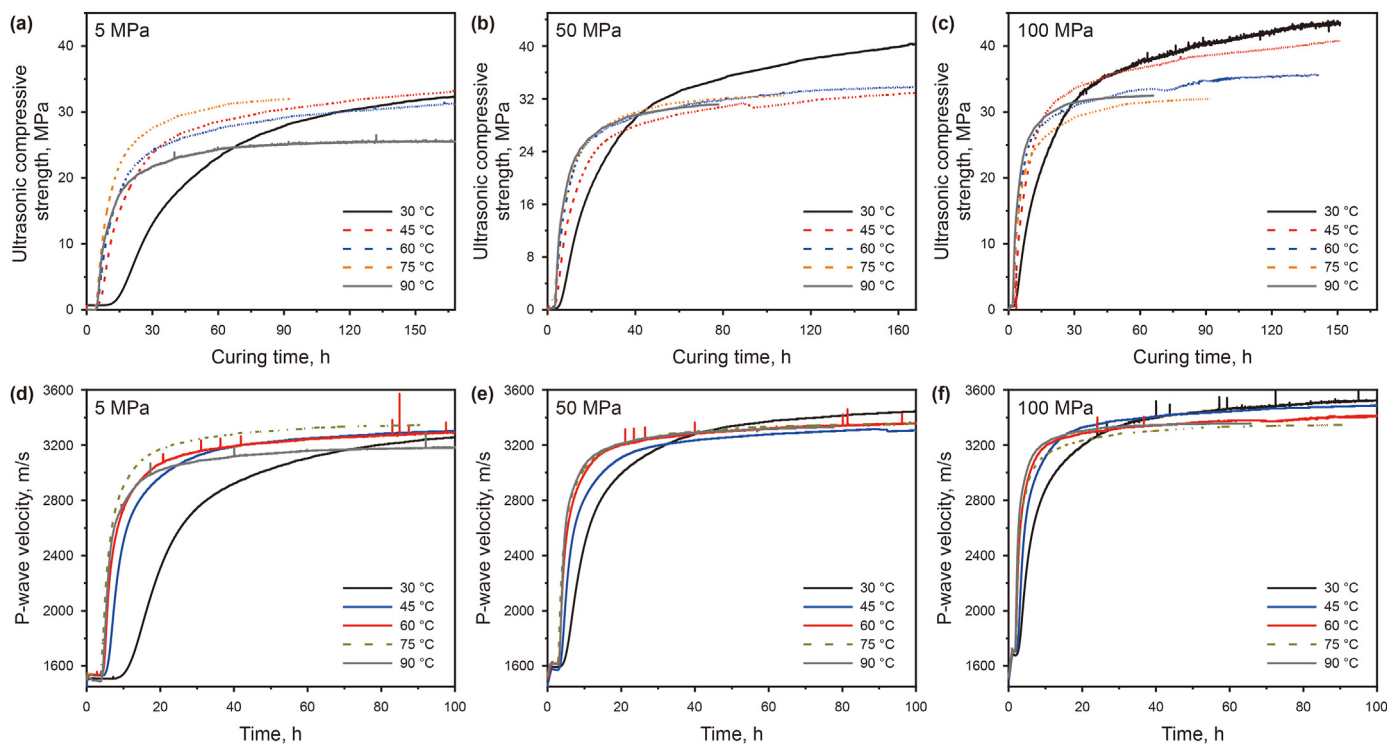 (a)
5 MPa
Ultrasonic compressive
strength, MPa
40
30
20
10
0
0
30
60
90
120
150
Curing time, h
30 °C
45 °C
60 °C
75 °C
90 °C
(b)
50 MPa
Ultrasonic compressive
strength, MPa
40
32
24
16
8
0
0
40
80
120
160
Curing time, h
30 °C
45 °C
60 °C
75 °C
90 °C
(c)
100 MPa
Ultrasonic compressive
strength, MPa
40
30
20
10
0
0
30
60
90
120
150
Curing time, h
30 °C
45 °C
60 °C
75 °C
90 °C
(d)
5 MPa
P-wave velocity, m/s
3600
3200
2800
2400
2000
1600
0
20
40
60
80
100
Time, h
30 °C
45 °C
60 °C
75 °C
90 °C
(e)
50 MPa
P-wave velocity, m/s
3600
3200
2800
2400
2000
1600
0
20
40
60
80
100
Time, h
30 °C
45 °C
60 °C
75 °C
90 °C
(f)
100 MPa
P-wave velocity, m/s
3600
3200
2800
2400
2000
1600
0
20
40
60
80
100
Time, h
30 °C
45 °C
60 °C
75 °C
90 °C